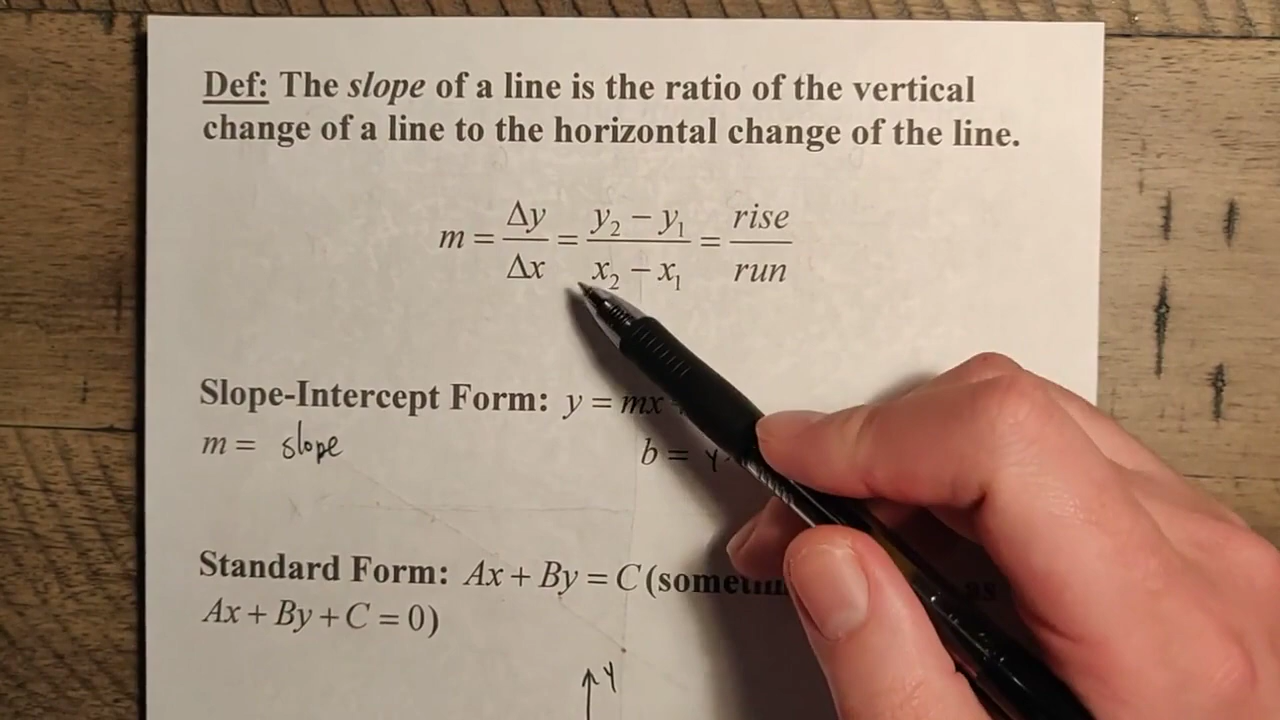 Def: The slope of a line is the ratio of the vertical
change of a line to the horizontal change of the line.
m = Δy/Δx = y₂ − y₁/x₂ − x₁ = rise/run
Slope-Intercept Form: y = mx
m = slope b = y-
Standard Form: Ax + By = C (
Ax + By + C = 0)
y